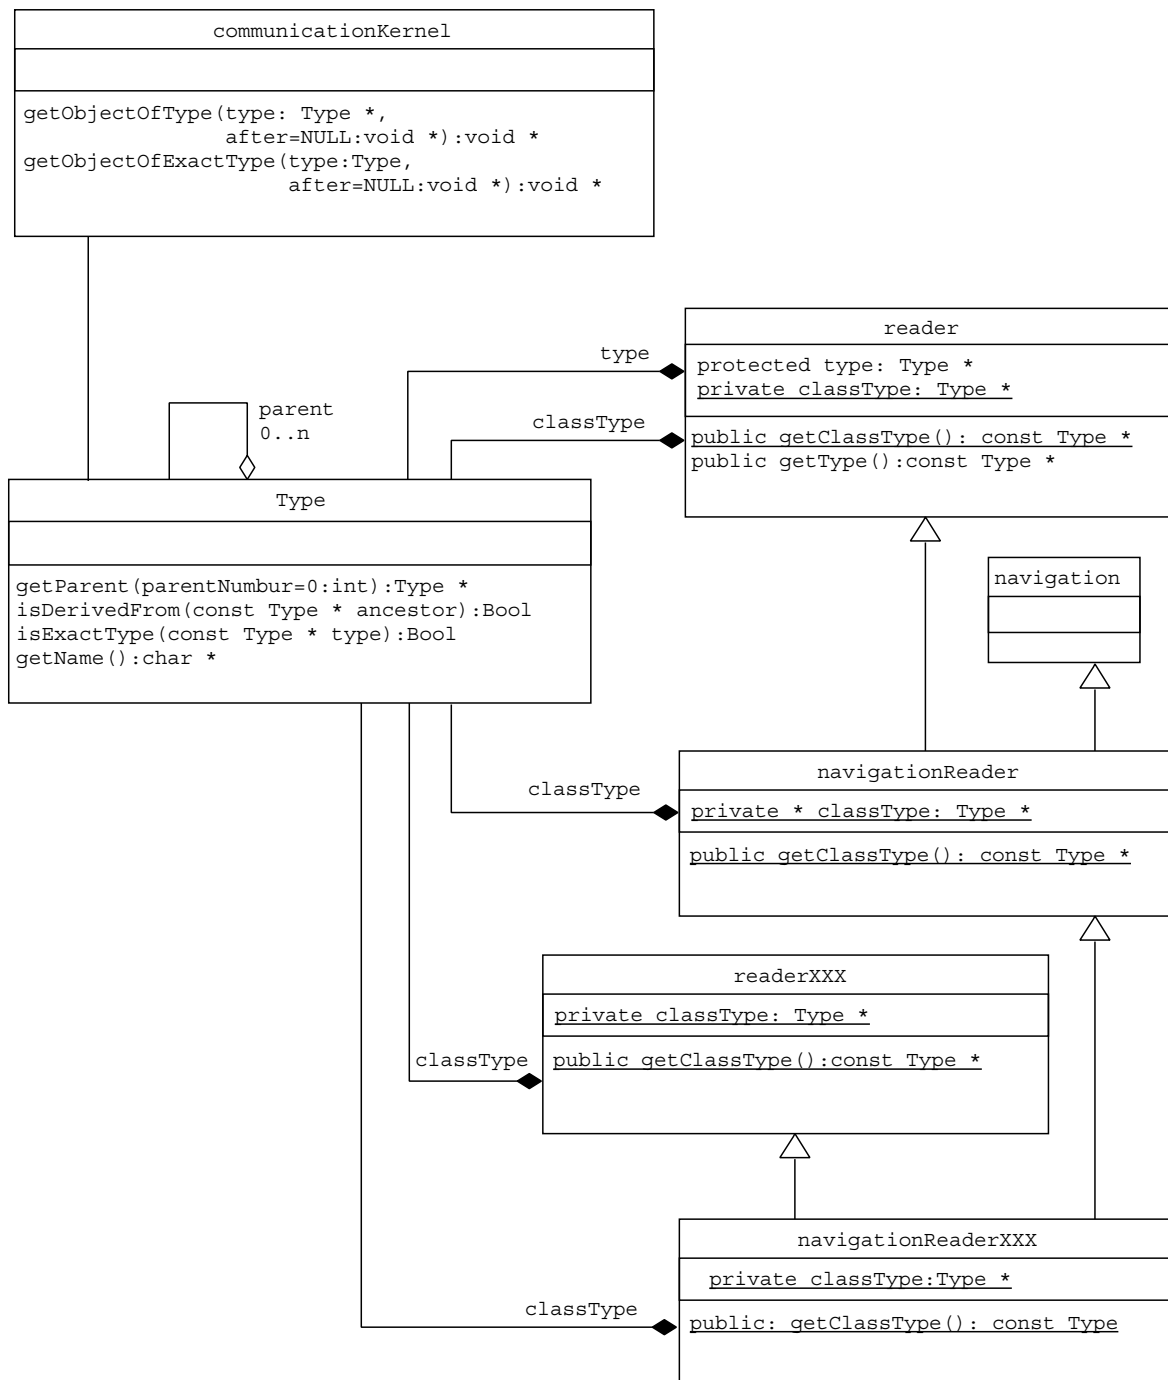 communicationKernel
getObjectOfType(type: Type *,
after=NULL:void *):void *
getObjectOfExactType(type:Type,
after=NULL:void *):void *
reader
type
protected type: Type *
private classType: Type *
parent
0..n
classType
public getClassType(): const Type *
public getType():const Type *
Type
getParent(parentNumbur=0:int):Type *
isDerivedFrom(const Type * ancestor):Bool
isExactType(const Type * type):Bool
getName():char *
navigation
navigationReader
classType
private * classType: Type *
public getClassType(): const Type *
readerXXX
private classType: Type *
classType
public getClassType():const Type *
navigationReaderXXX
private classType:Type *
classType
public: getClassType(): const Type